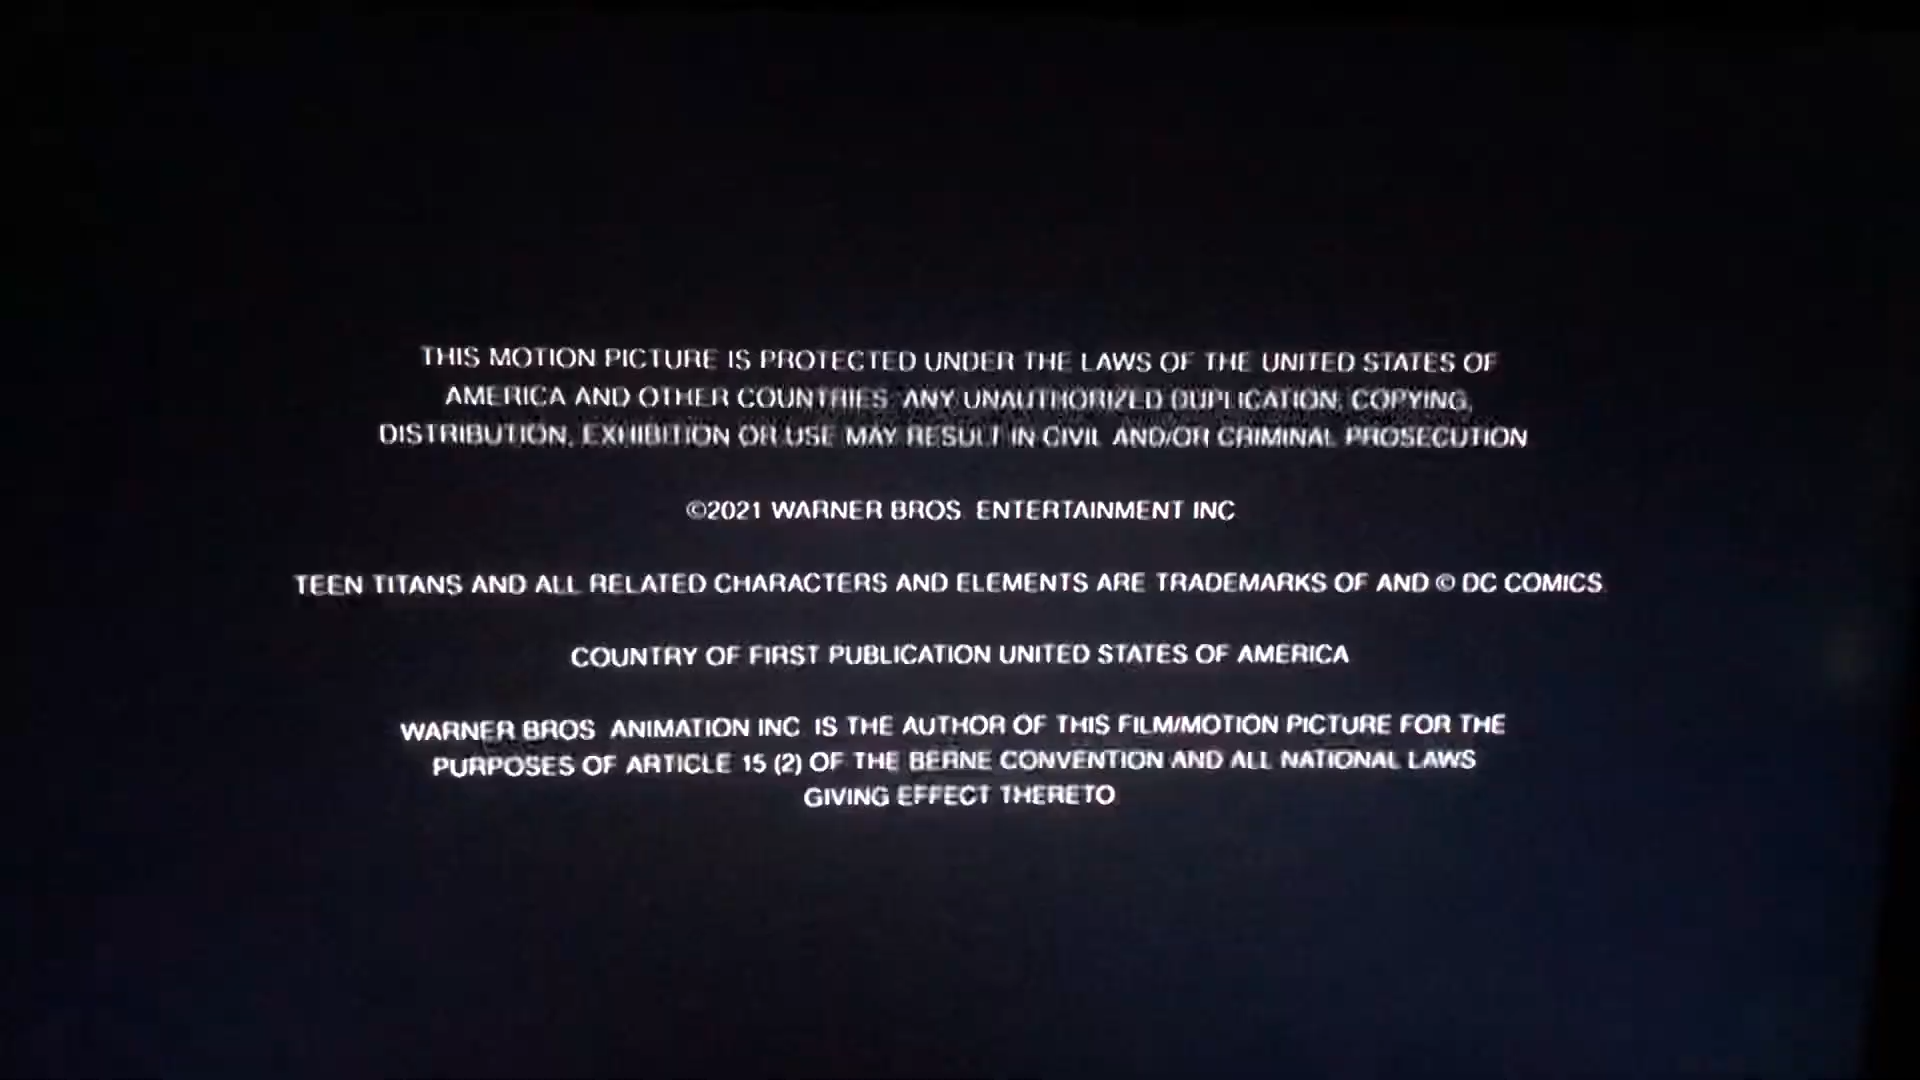 THIS MOTION PICTURE IS PROTECTED UNDER THE LAWS OF THE UNITED STATES OF
AMERICA AND OTHER COUNTRIES. ANY UNAUTHORIZED DUPLICATION, COPYING,
DISTRIBUTION, EXHIBITION OR USE MAY RESULT IN CIVIL AND/OR CRIMINAL PROSECUTION
©2021 WARNER BROS. ENTERTAINMENT INC
TEEN TITANS AND ALL RELATED CHARACTERS AND ELEMENTS ARE TRADEMARKS OF AND © DC COMICS.
COUNTRY OF FIRST PUBLICATION UNITED STATES OF AMERICA
WARNER BROS. ANIMATION INC. IS THE AUTHOR OF THIS FILM/MOTION PICTURE FOR THE
PURPOSES OF ARTICLE 15 (2) OF THE BERNE CONVENTION AND ALL NATIONAL LAWS
GIVING EFFECT THERETO